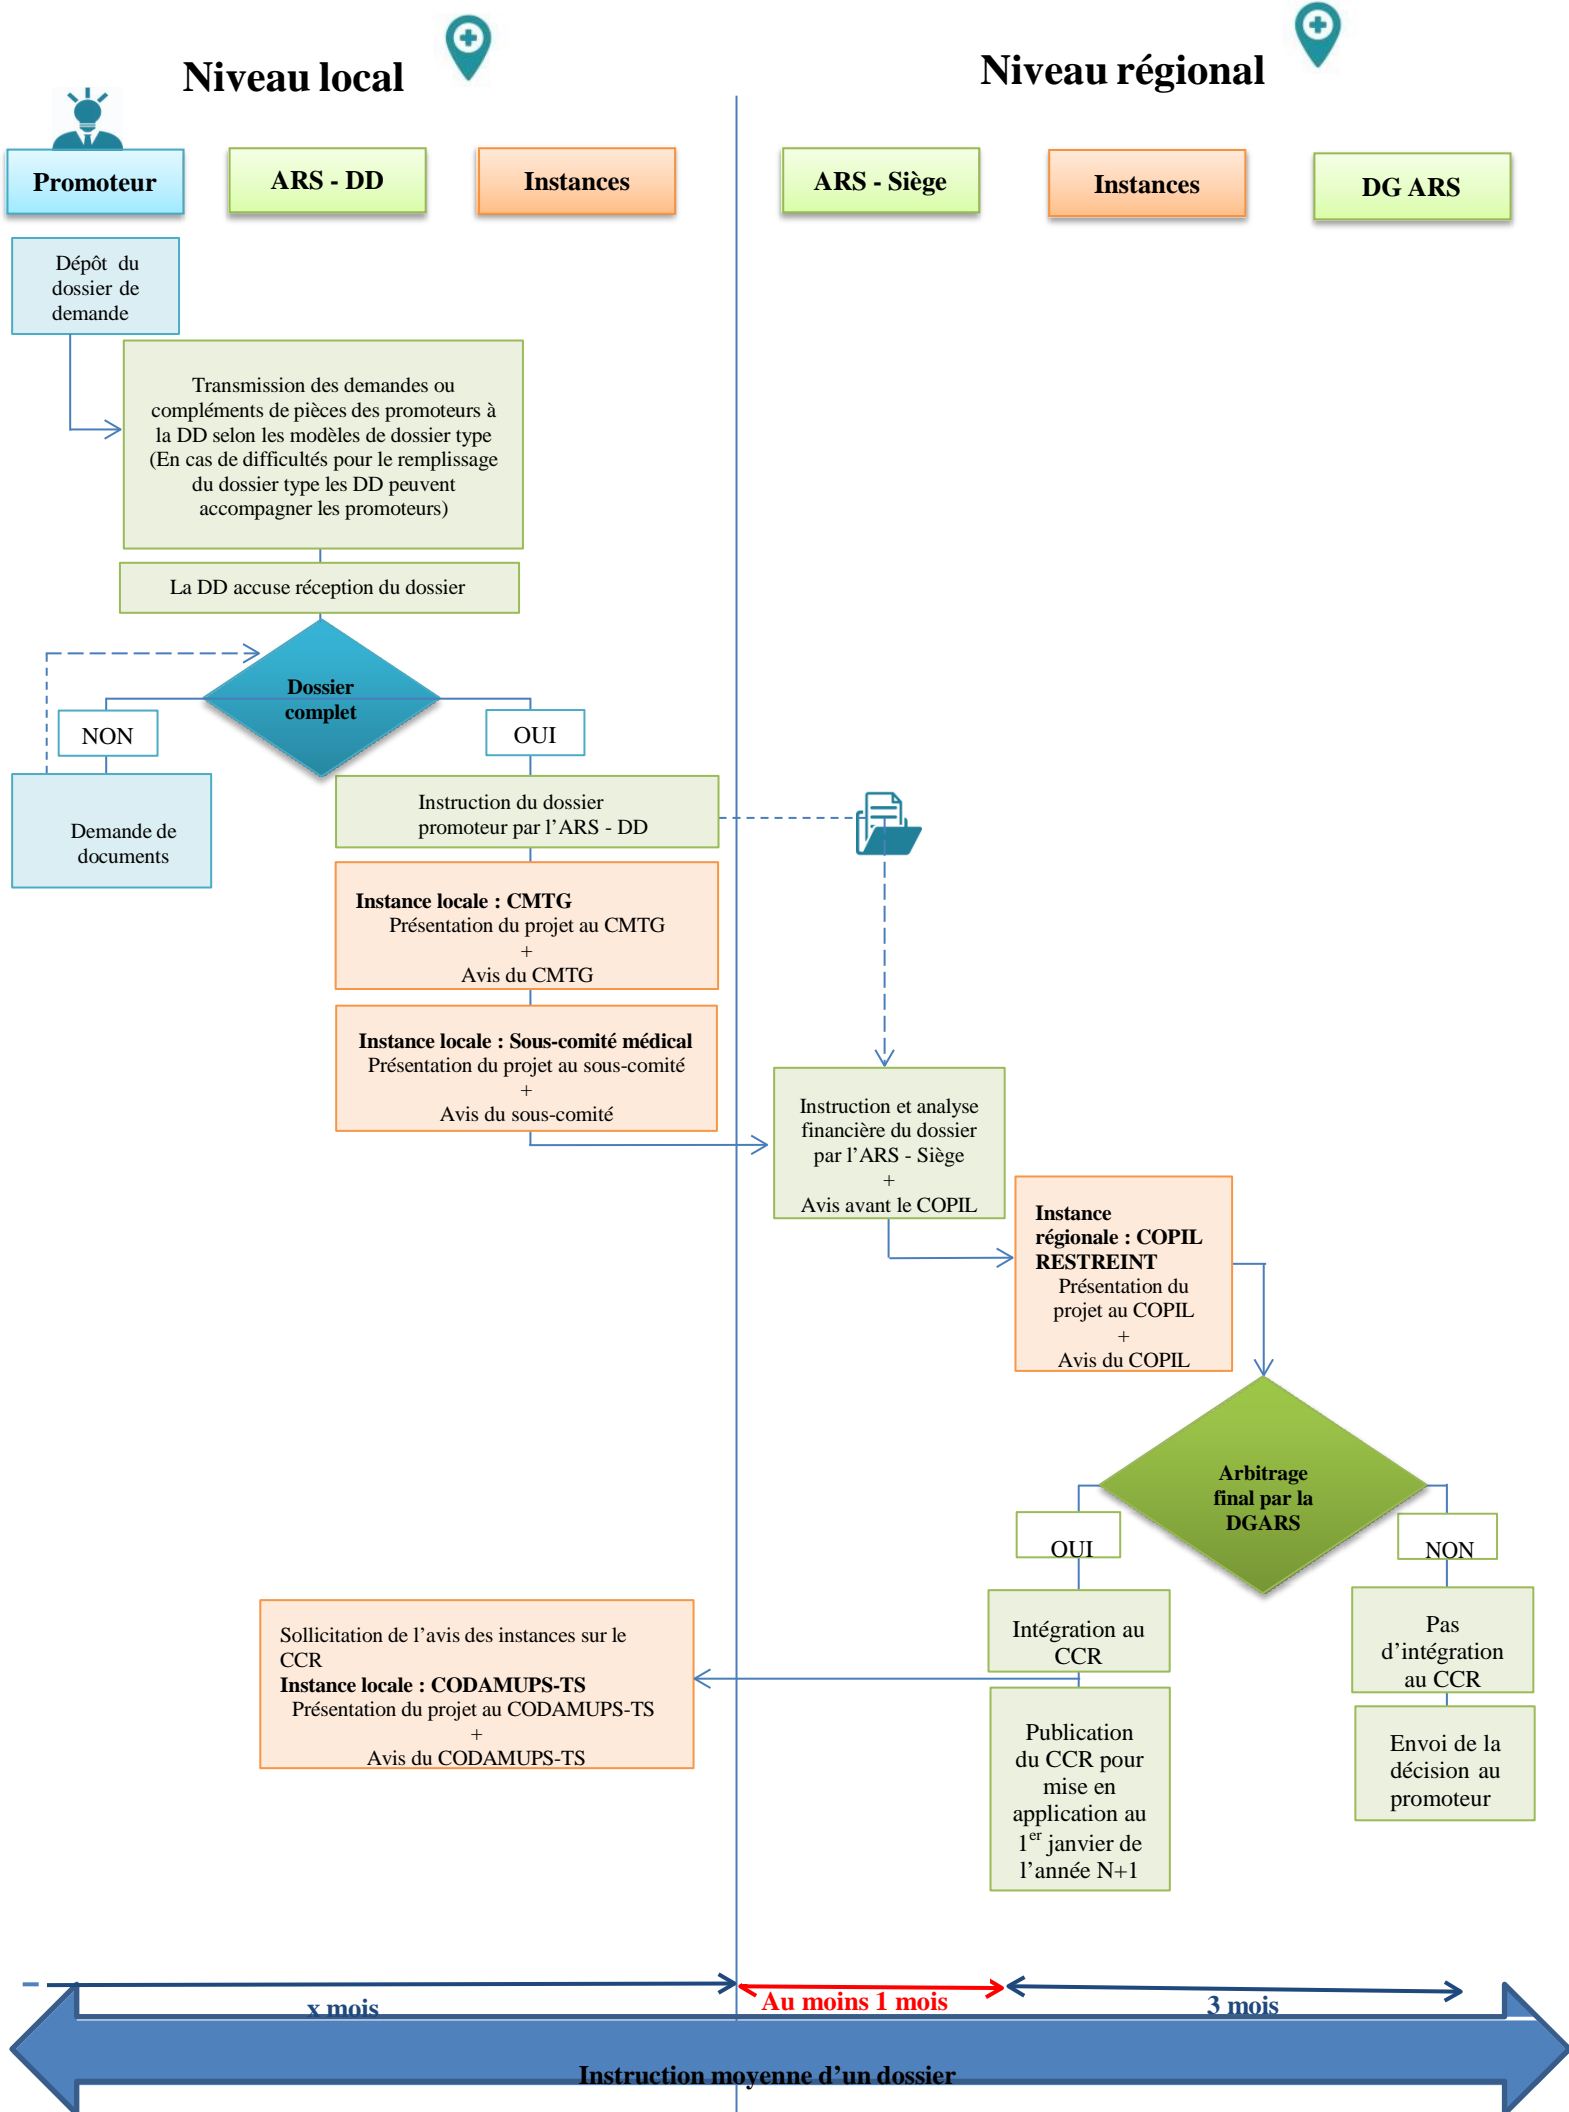 Niveau local
Niveau régional
Promoteur
ARS - DD
Instances
ARS - Siège
Instances
DG ARS
Dépôt du
dossier de
demande
Transmission des demandes ou
compléments de pièces des promoteurs à
la DD selon les modèles de dossier type
(En cas de difficultés pour le remplissage
du dossier type les DD peuvent
accompagner les promoteurs)
La DD accuse réception du dossier
Dossier
complet
NON
OUI
Demande de
documents
Instruction du dossier
promoteur par l’ARS - DD
Instance locale : CMTG
Présentation du projet au CMTG
+
Avis du CMTG
Instance locale : Sous-comité médical
Présentation du projet au sous-comité
+
Avis du sous-comité
Instruction et analyse
financière du dossier
par l’ARS - Siège
+
Avis avant le COPIL
Instance
régionale : COPIL
RESTREINT
Présentation du
projet au COPIL
+
Avis du COPIL
Arbitrage
final par la
DGARS
OUI
NON
Intégration au
CCR
Pas
d’intégration
au CCR
Sollicitation de l’avis des instances sur le
CCR
Instance locale : CODAMUPS-TS
Présentation du projet au CODAMUPS-TS
+
Avis du CODAMUPS-TS
Publication
du CCR pour
mise en
application au
1er janvier de
l’année N+1
Envoi de la
décision au
promoteur
x mois
Au moins 1 mois
3 mois
Instruction moyenne d’un dossier